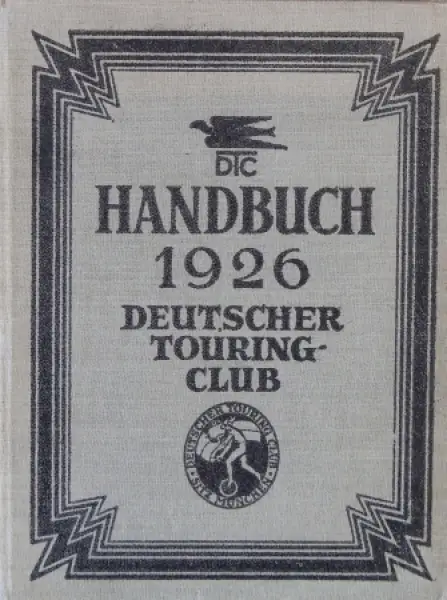 DTC
HANDBUCH
1926
DEUTSCHER
TOURING-
CLUB
DEUTSCHER TOURING CLUB
· SITZ MÜNCHEN ·